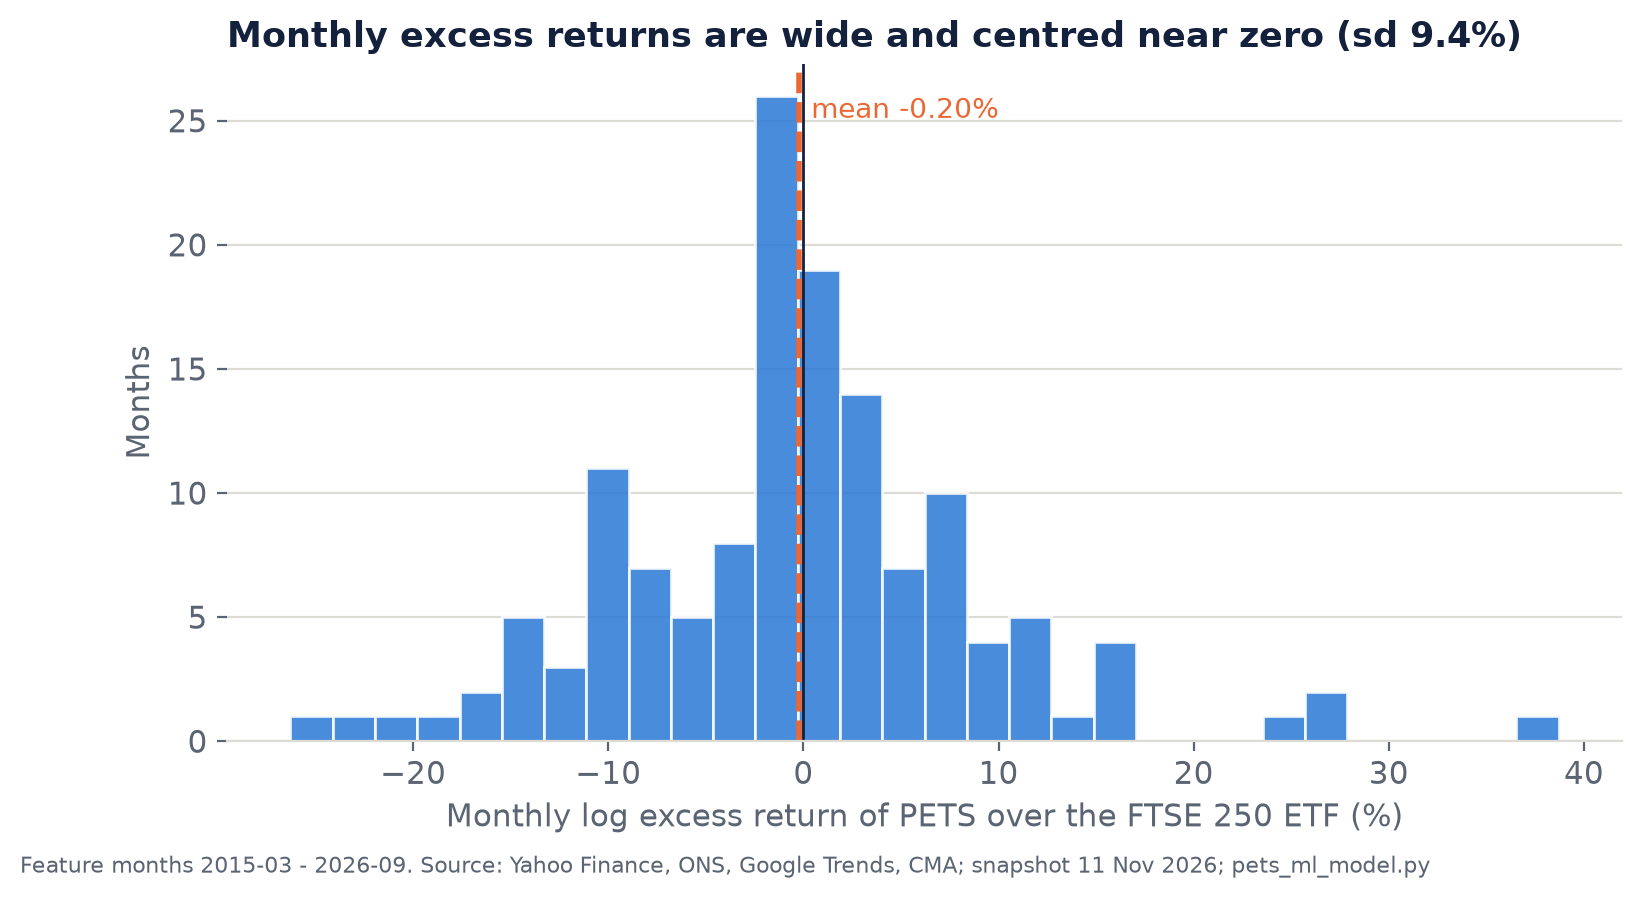 Monthly excess returns are wide and centred near zero (sd 9.4%)
mean -0.20%
25
20
15
10
5
0
Months
−20
−10
0
10
20
30
40
Monthly log excess return of PETS over the FTSE 250 ETF (%)
Feature months 2015-03 - 2026-09. Source: Yahoo Finance, ONS, Google Trends, CMA; snapshot 11 Nov 2026; pets_ml_model.py